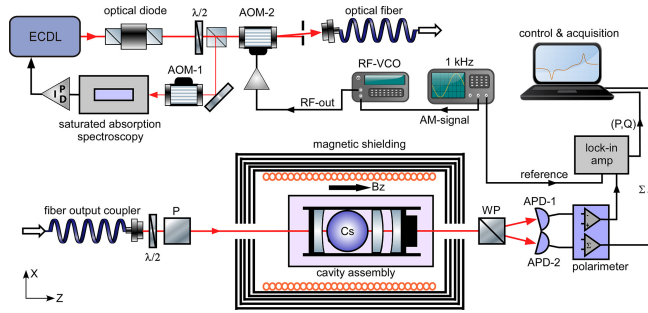 optical diode
λ/2
AOM-2
optical fiber
ECDL
control & acquisition
RF-VCO
1 kHz
AOM-1
P
I D
saturated absorption
spectroscopy
RF-out
AM-signal
(P,Q)
magnetic shielding
lock-in
amp
reference
Bz
Σ
fiber output coupler
P
WP
APD-1
Cs
λ/2
APD-2
Σ
polarimeter
cavity assembly
X
Z